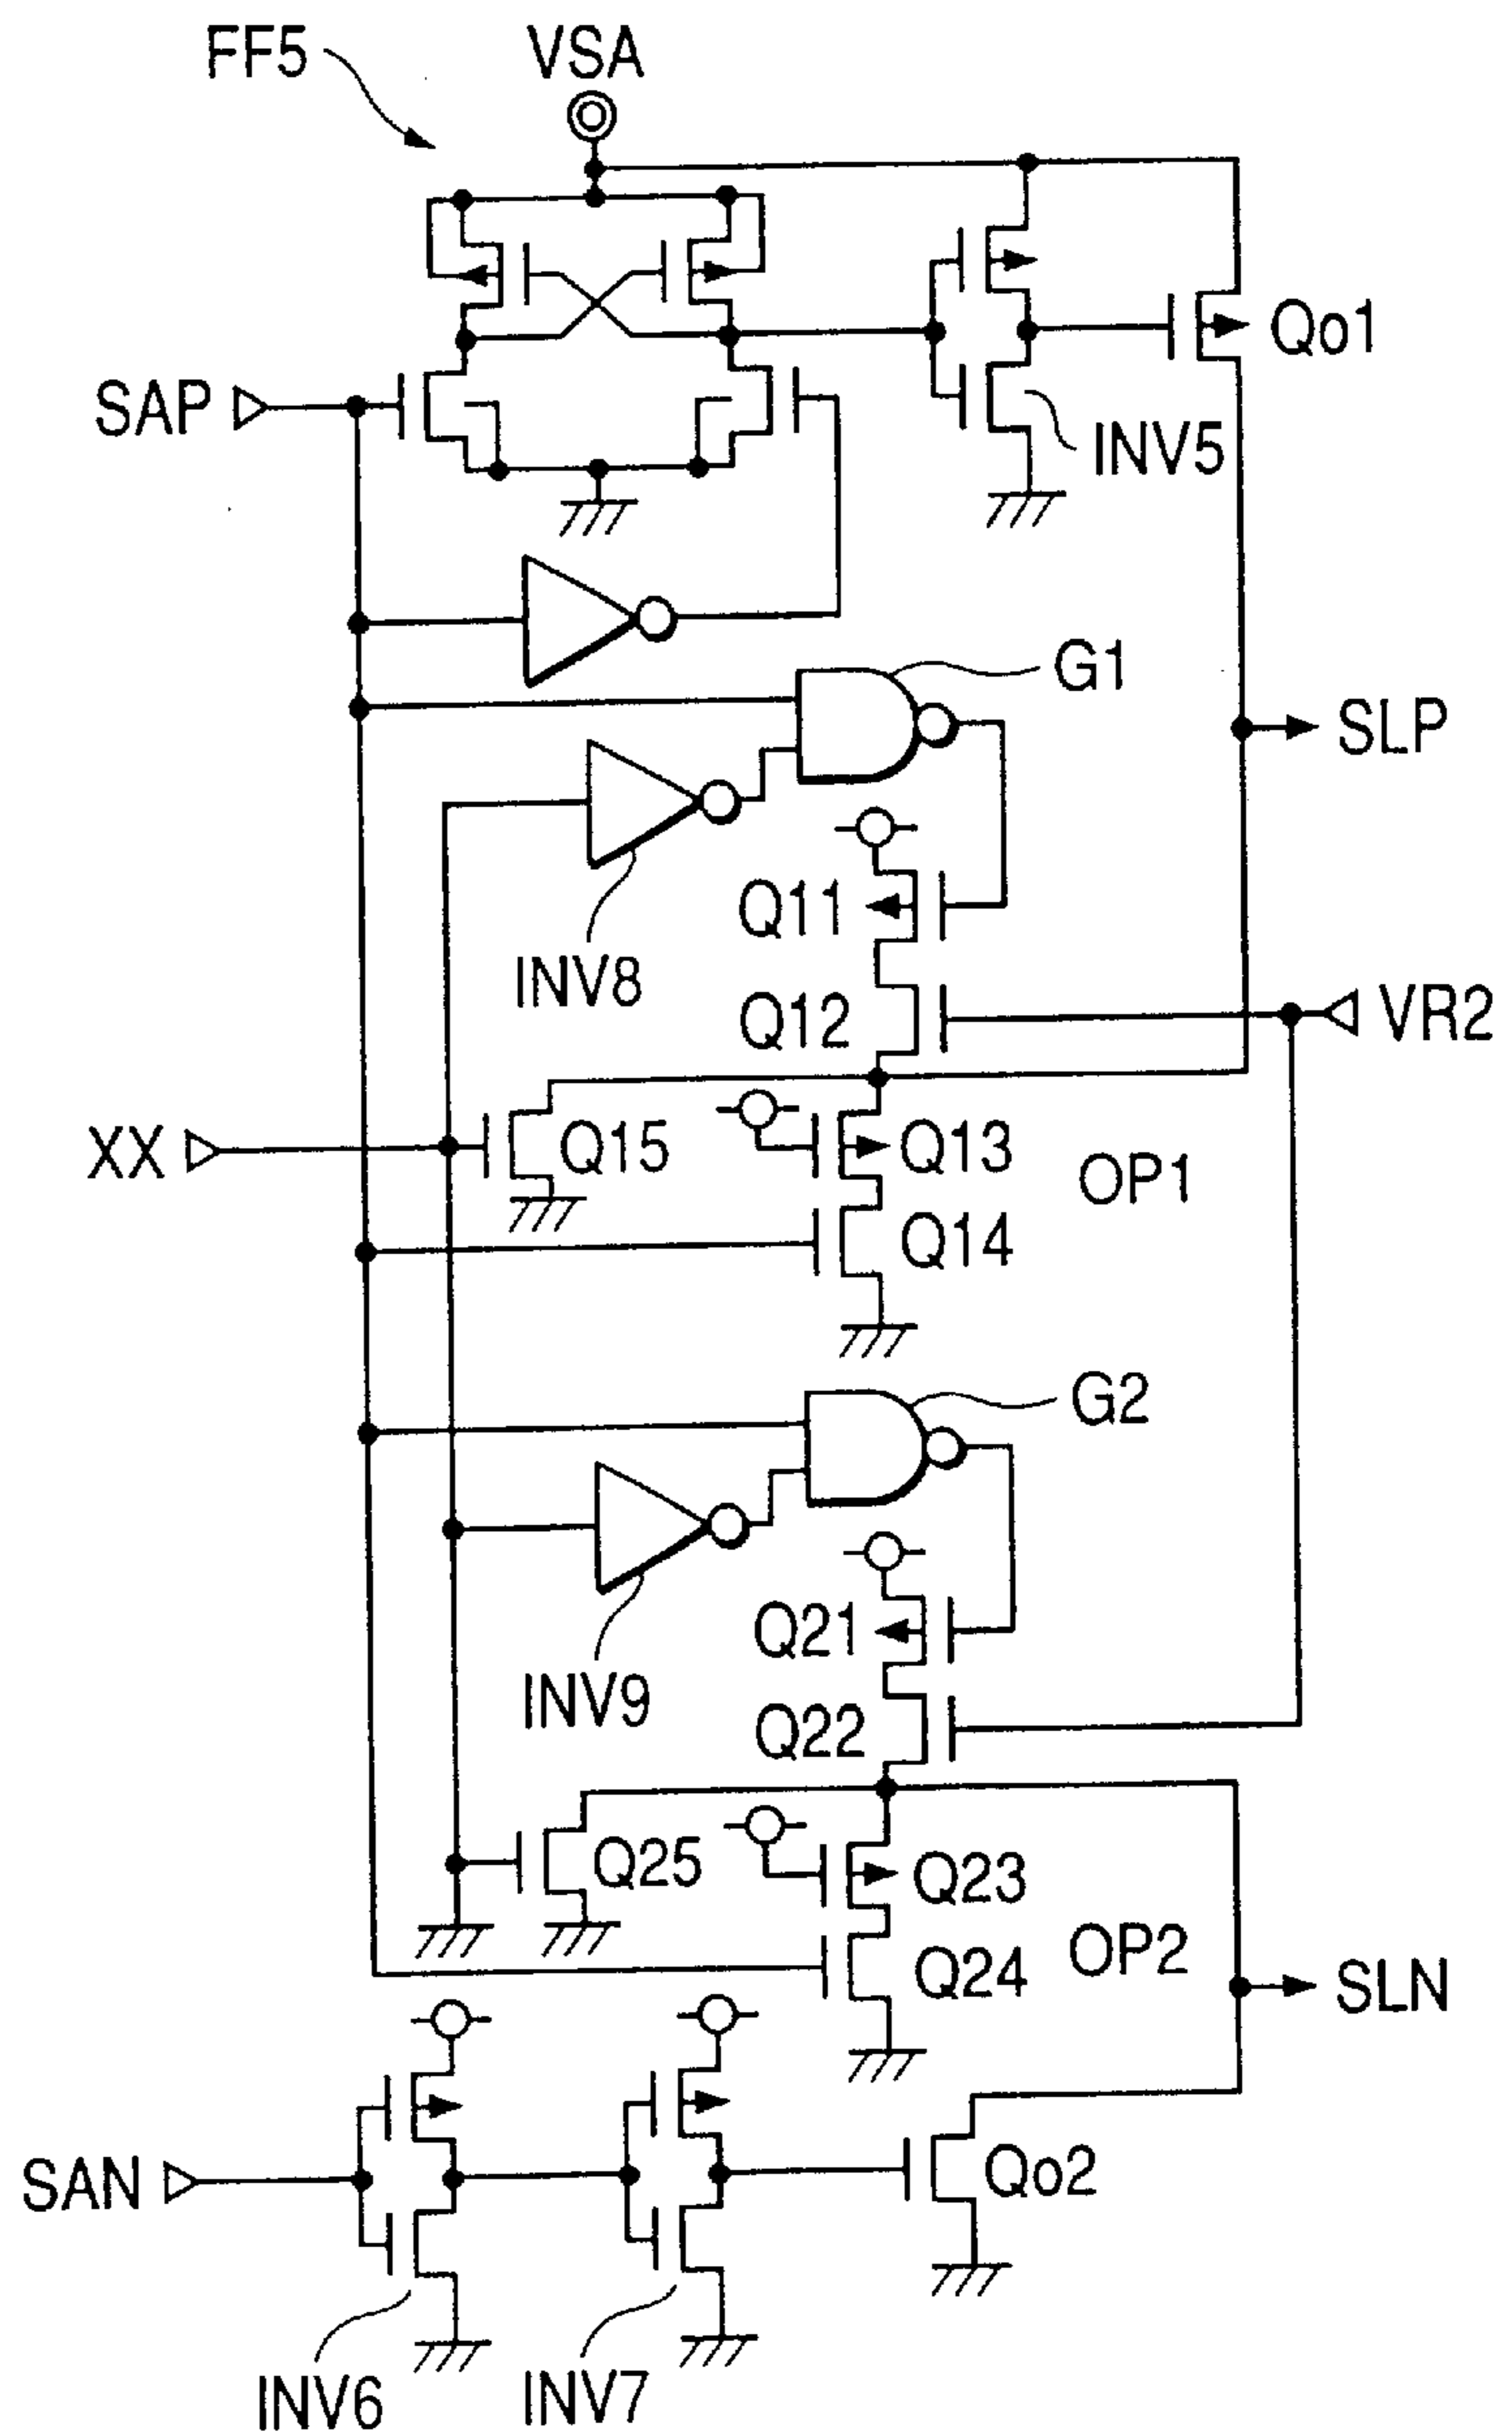 FF5
VSA
Qo1
SAP
INV5
G1
SLP
Q11
INV8
Q12
VR2
XX
Q15
Q13
OP1
Q14
G2
Q21
INV9
Q22
Q25
Q23
OP2
Q24
SLN
SAN
Qo2
INV6
INV7